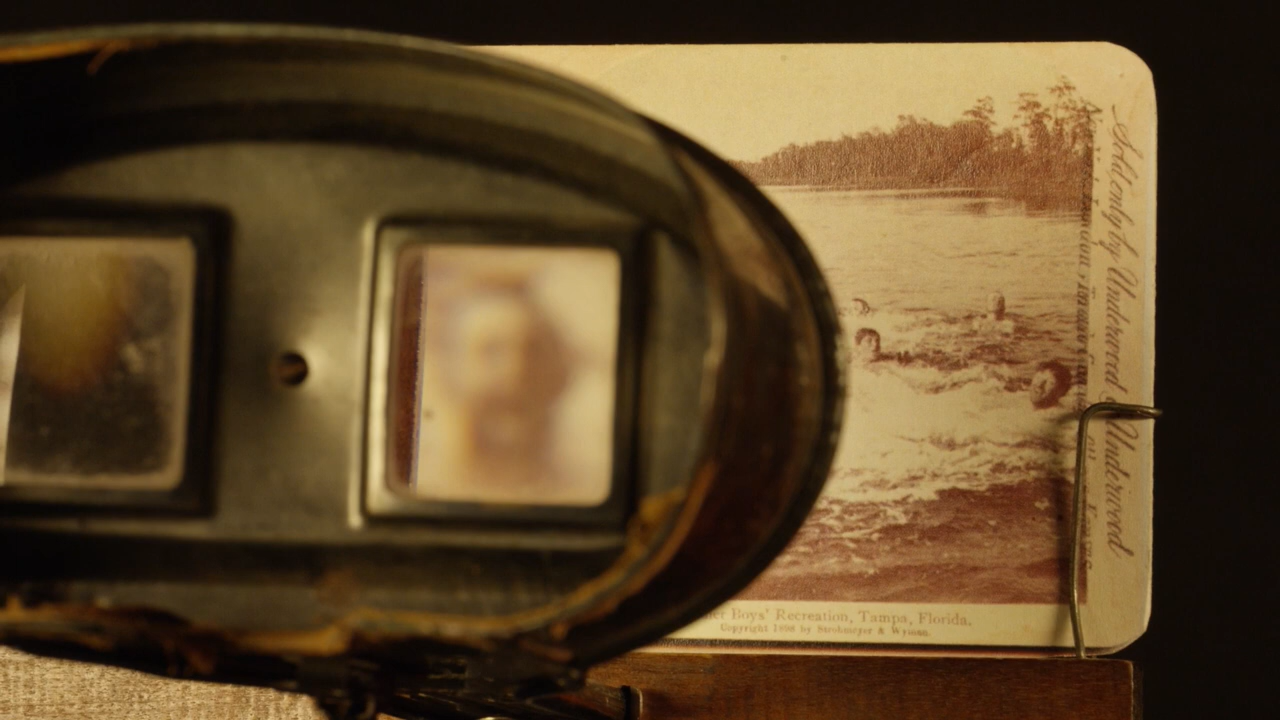 Boys' Recreation, Tampa, Florida.
Copyright 1898 by Strohmeyer & Wyman.
Sold only by Underwood & Underwood